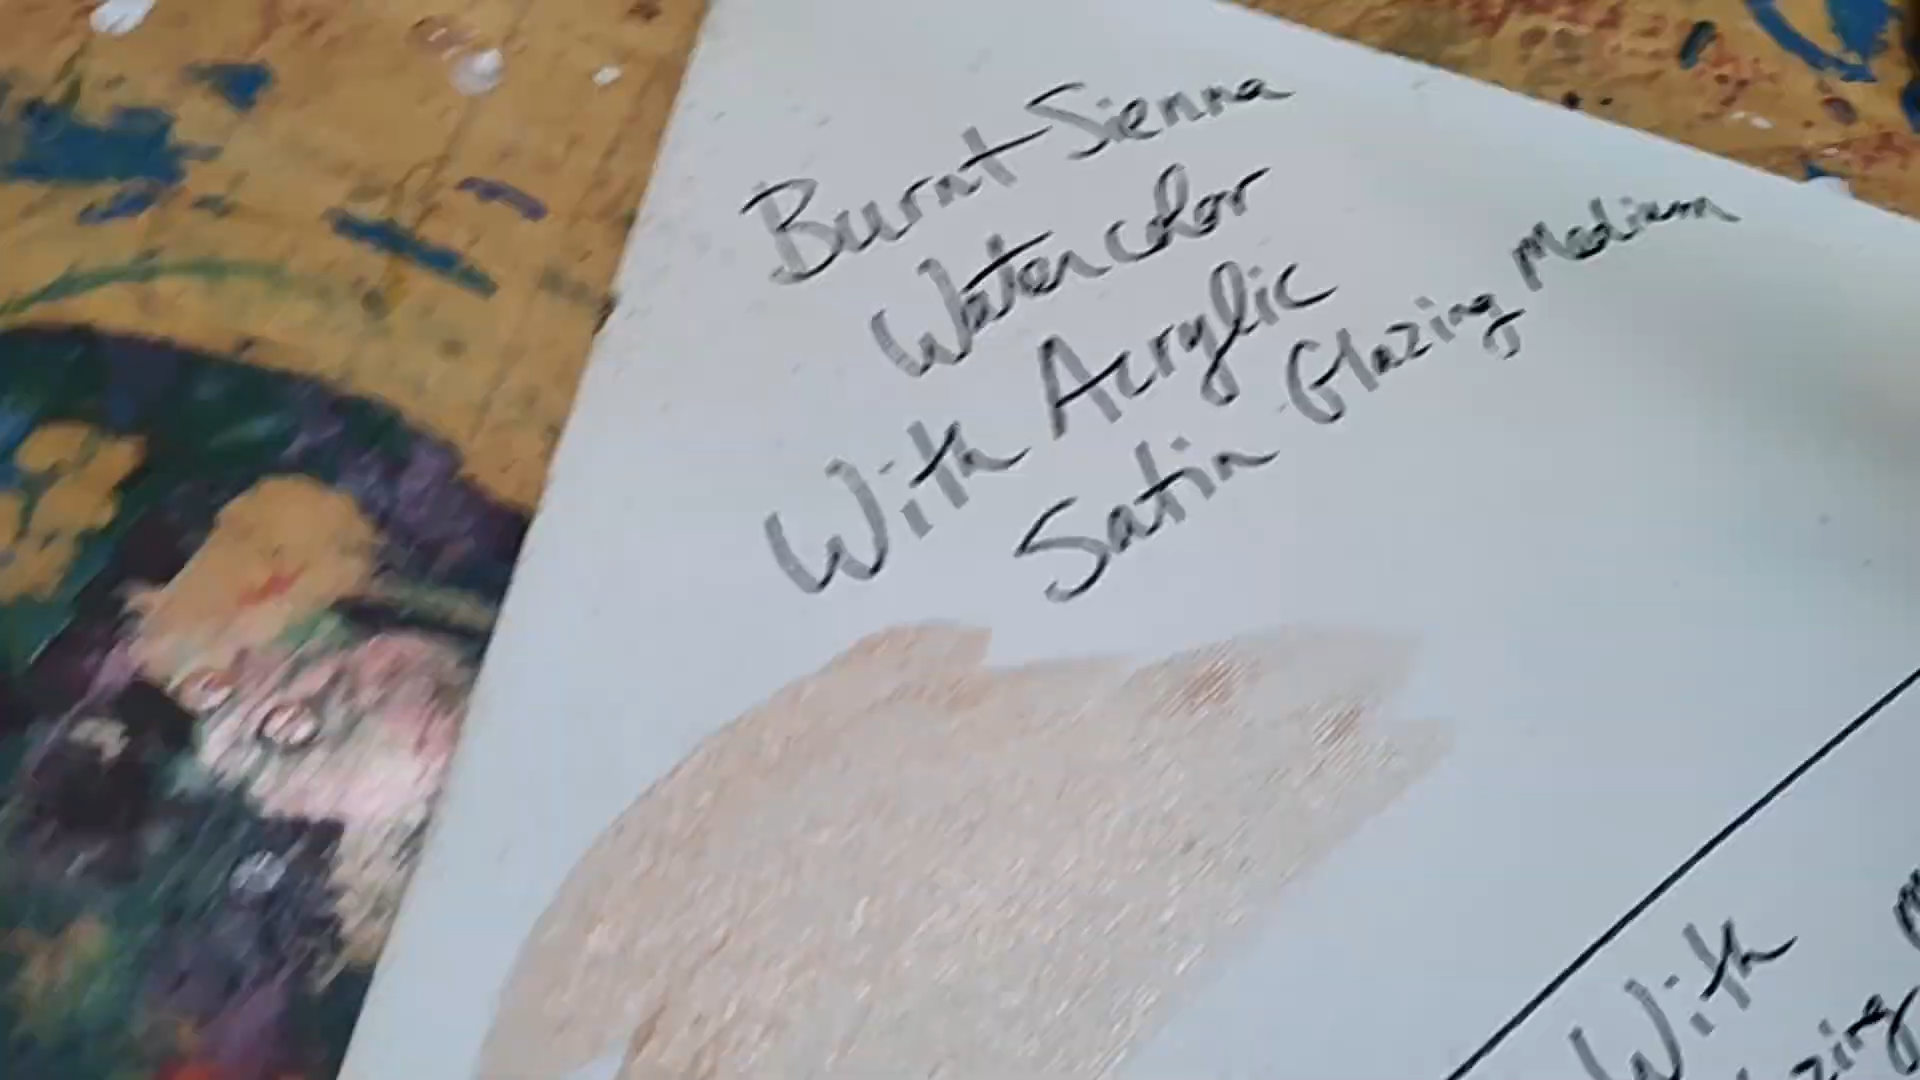 Burnt Sienna
Watercolor
With Acrylic
Satin Glazing Medium
With